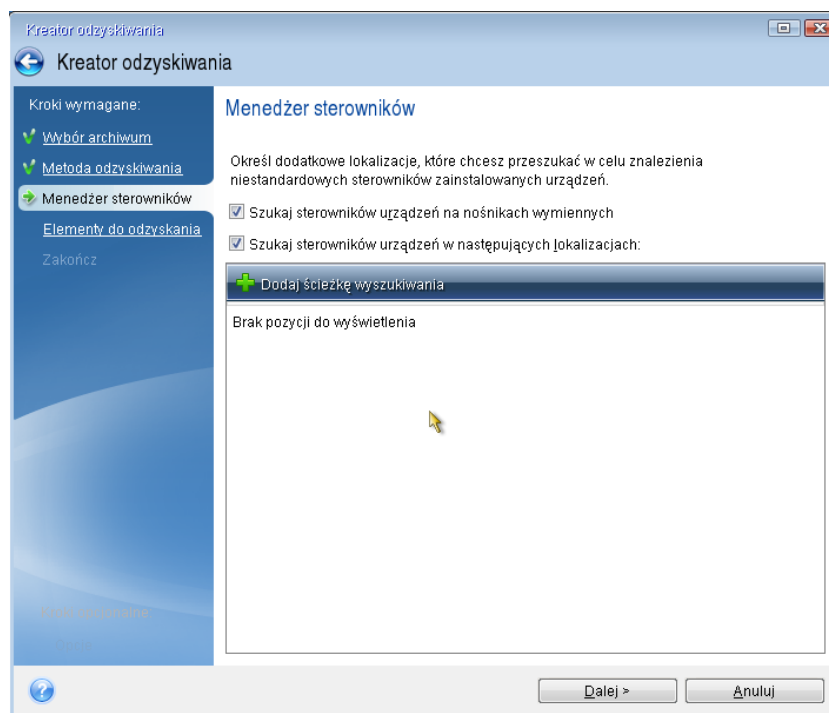 Kreator odzyskiwania
Kreator odzyskiwania
Kroki wymagane:
Wybór archiwum
Metoda odzyskiwania
Menedżer sterowników
Elementy do odzyskania
Zakończ
Menedżer sterowników
Określ dodatkowe lokalizacje, które chcesz przeszukać w celu znalezienia
niestandardowych sterowników zainstalowanych urządzeń.
Szukaj sterowników urządzeń na nośnikach wymiennych
Szukaj sterowników urządzeń w następujących lokalizacjach:
Dodaj ścieżkę wyszukiwania
Brak pozycji do wyświetlenia
Dalej >
Anuluj